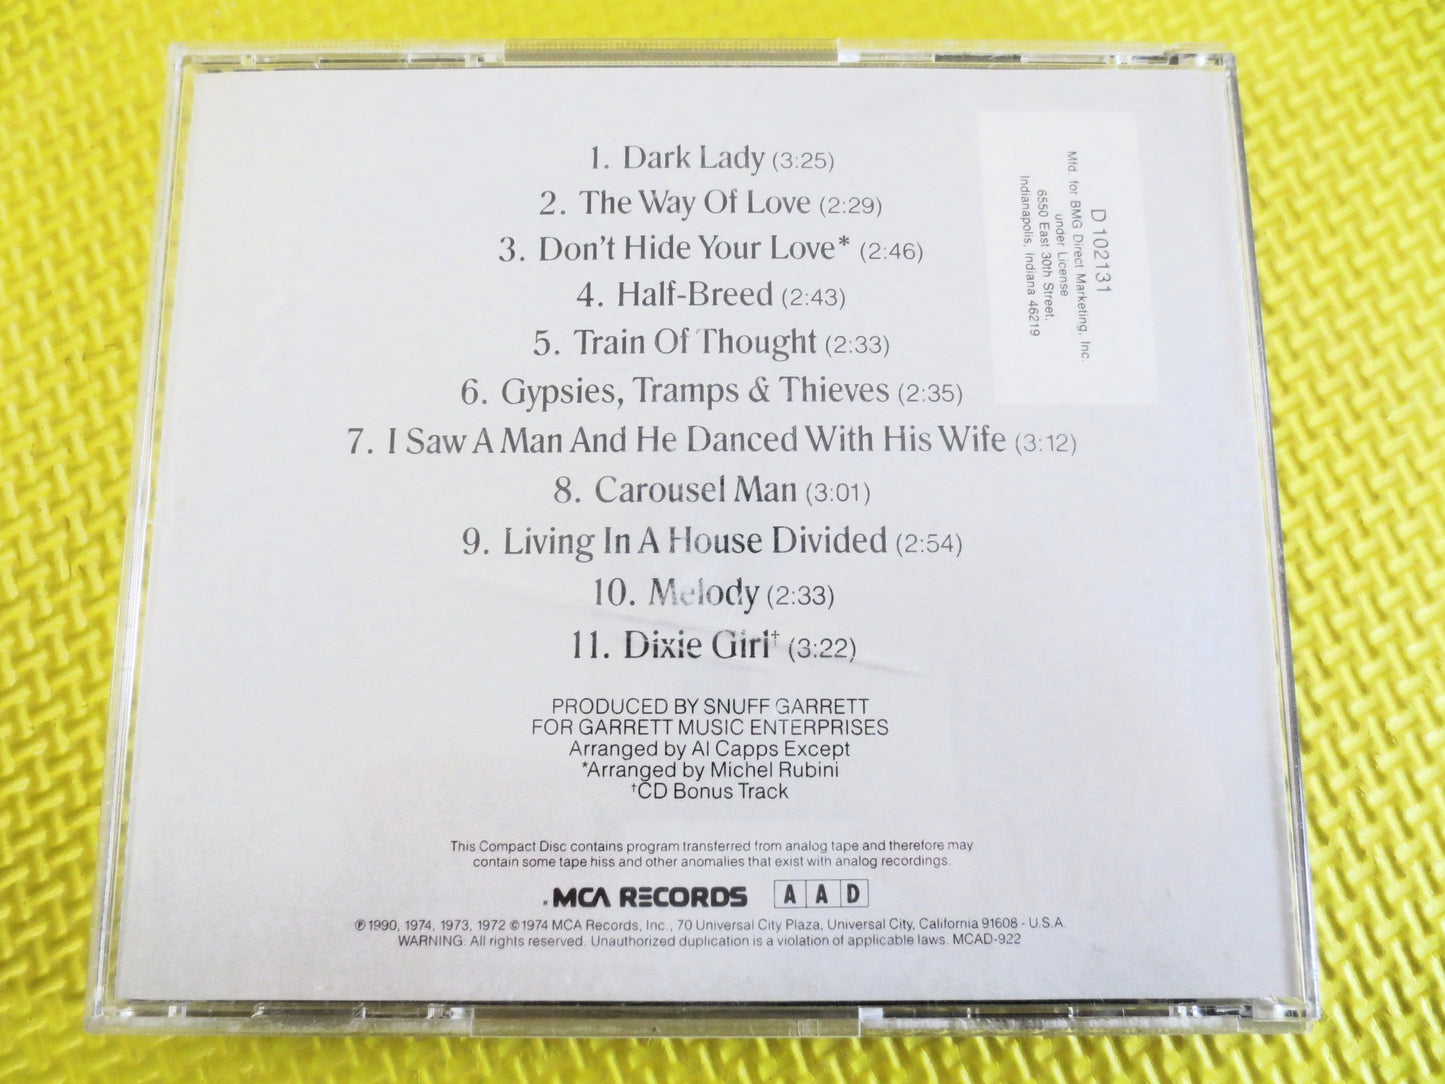 1. Dark Lady (3:25)
2. The Way Of Love (2:29)
3. Don't Hide Your Love* (2:46)
4. Half-Breed (2:43)
5. Train Of Thought (2:33)
6. Gypsies, Tramps & Thieves (2:35)
7. I Saw A Man And He Danced With His Wife (3:12)
8. Carousel Man (3:01)
9. Living In A House Divided (2:54)
10. Melody (2:33)
11. Dixie Girl† (3:22)
PRODUCED BY SNUFF GARRETT
FOR GARRETT MUSIC ENTERPRISES
Arranged by Al Capps Except
*Arranged by Michel Rubini
†CD Bonus Track
This Compact Disc contains program transferred from analog tape and therefore may
contain some tape hiss and other anomalies that exist with analog recordings.
MCA RECORDS AAD
℗1990, 1974, 1973, 1972 ©1974 MCA Records, Inc., 70 Universal City Plaza, Universal City, California 91608 - U.S.A.
WARNING: All rights reserved. Unauthorized duplication is a violation of applicable laws. MCAD-922
D 102131
Mfd. for BMG Direct Marketing, Inc.
under License
6550 East 30th Street,
Indianapolis, Indiana 46219